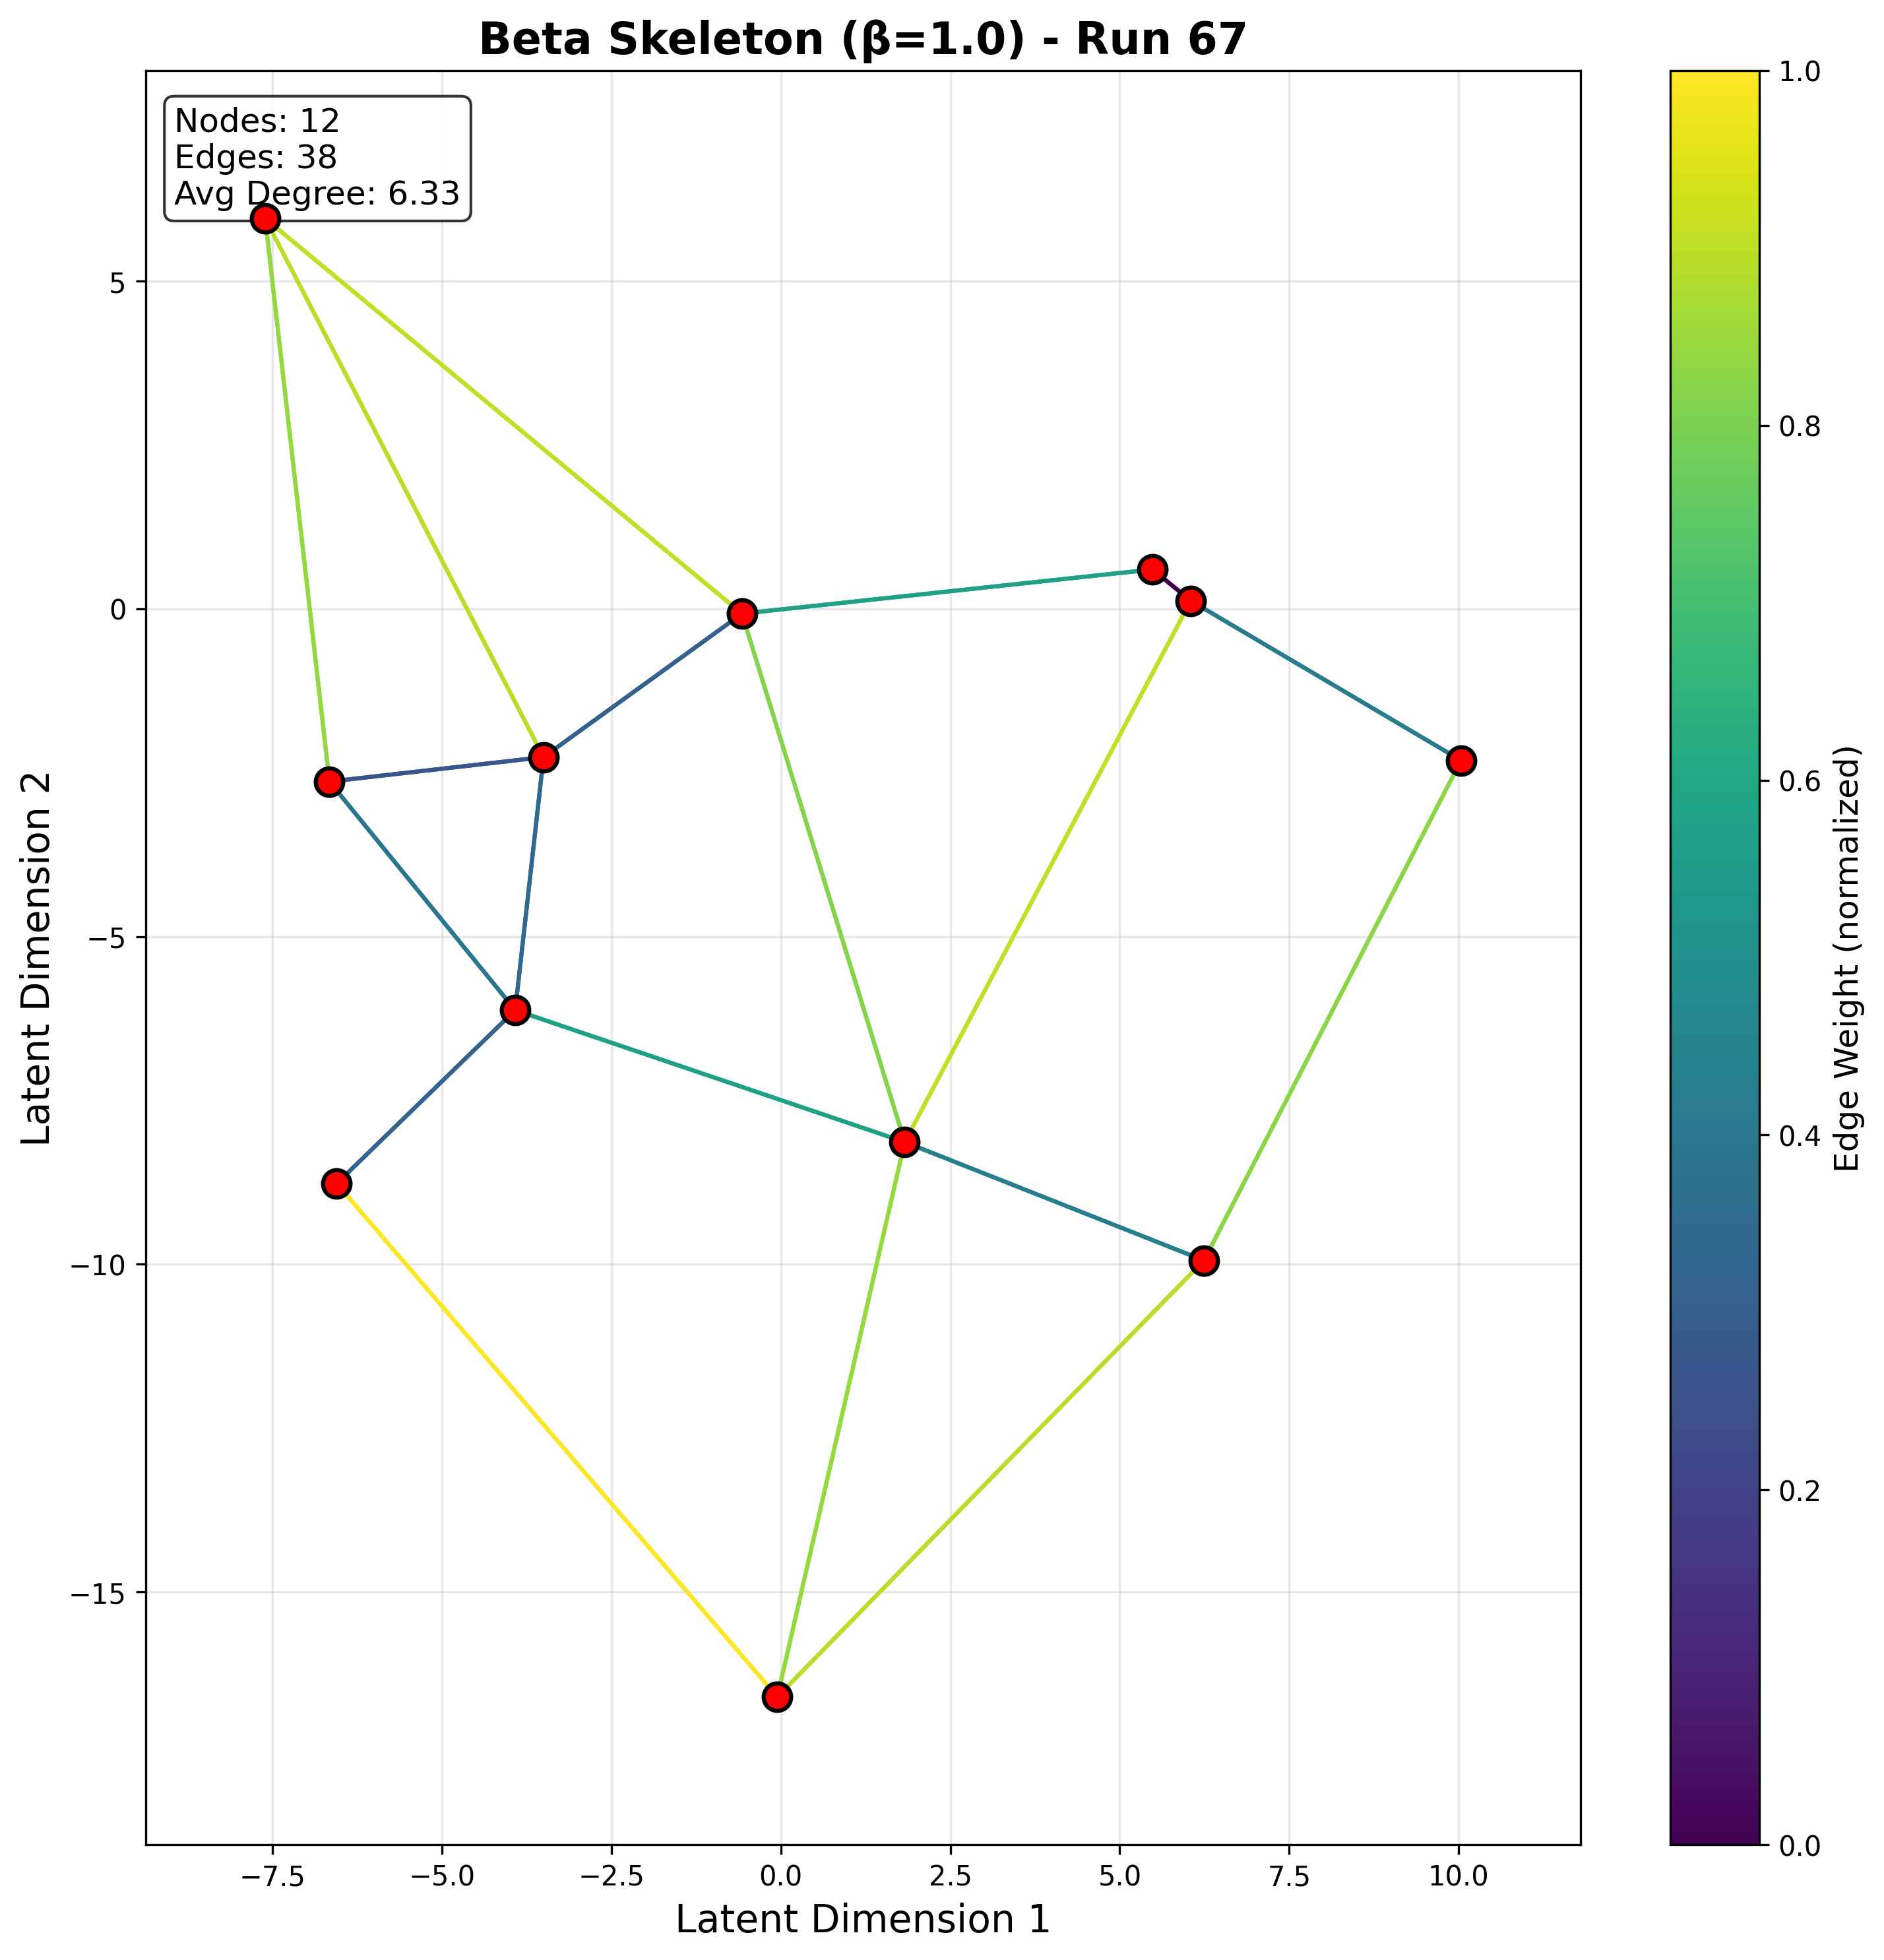 Beta Skeleton (β=1.0) - Run 67
Nodes: 12
Edges: 38
Avg Degree: 6.33
5
0
−5
−10
−15
Latent Dimension 2
−7.5
−5.0
−2.5
0.0
2.5
5.0
7.5
10.0
Latent Dimension 1
1.0
0.8
0.6
0.4
0.2
0.0
Edge Weight (normalized)